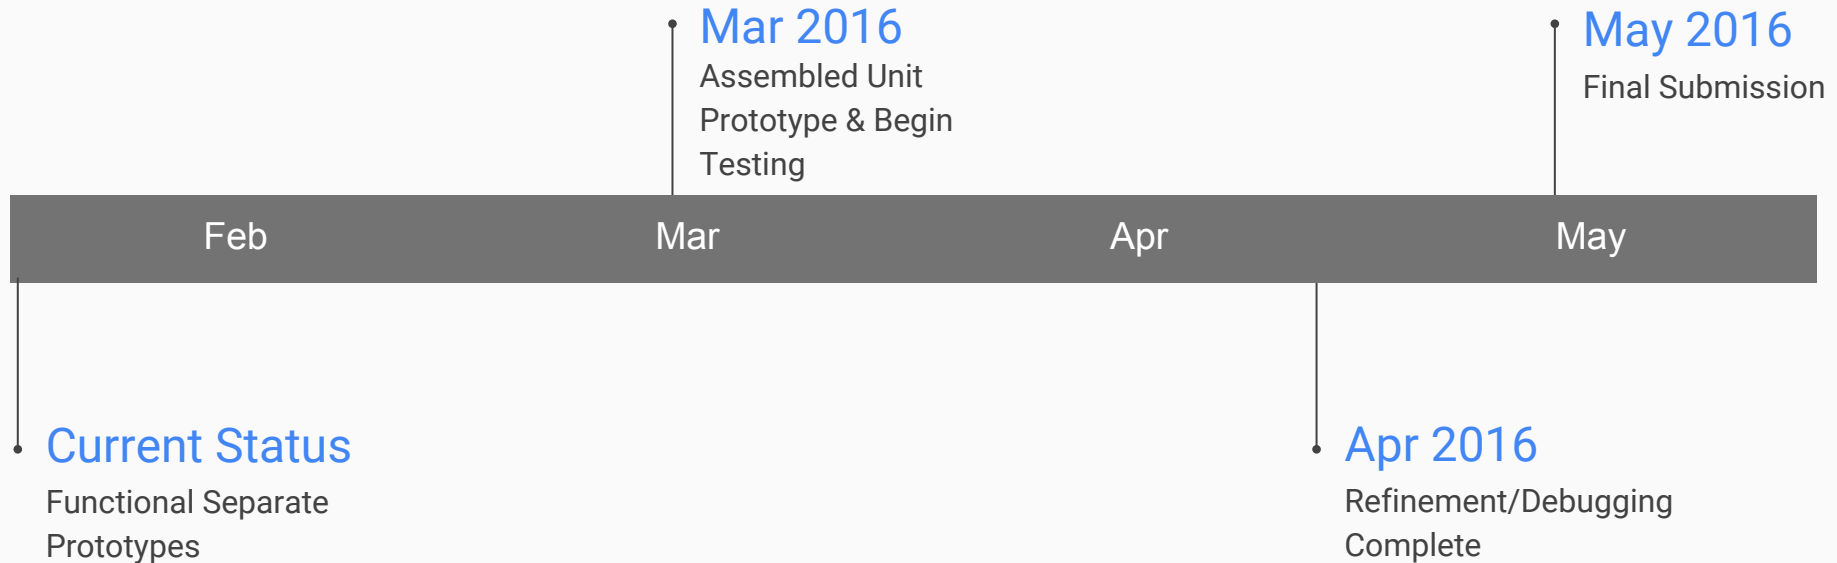 Mar 2016
Assembled Unit
Prototype & Begin
Testing
May 2016
Final Submission
Feb
Mar
Apr
May
Current Status
Functional Separate
Prototypes
Apr 2016
Refinement/Debugging
Complete